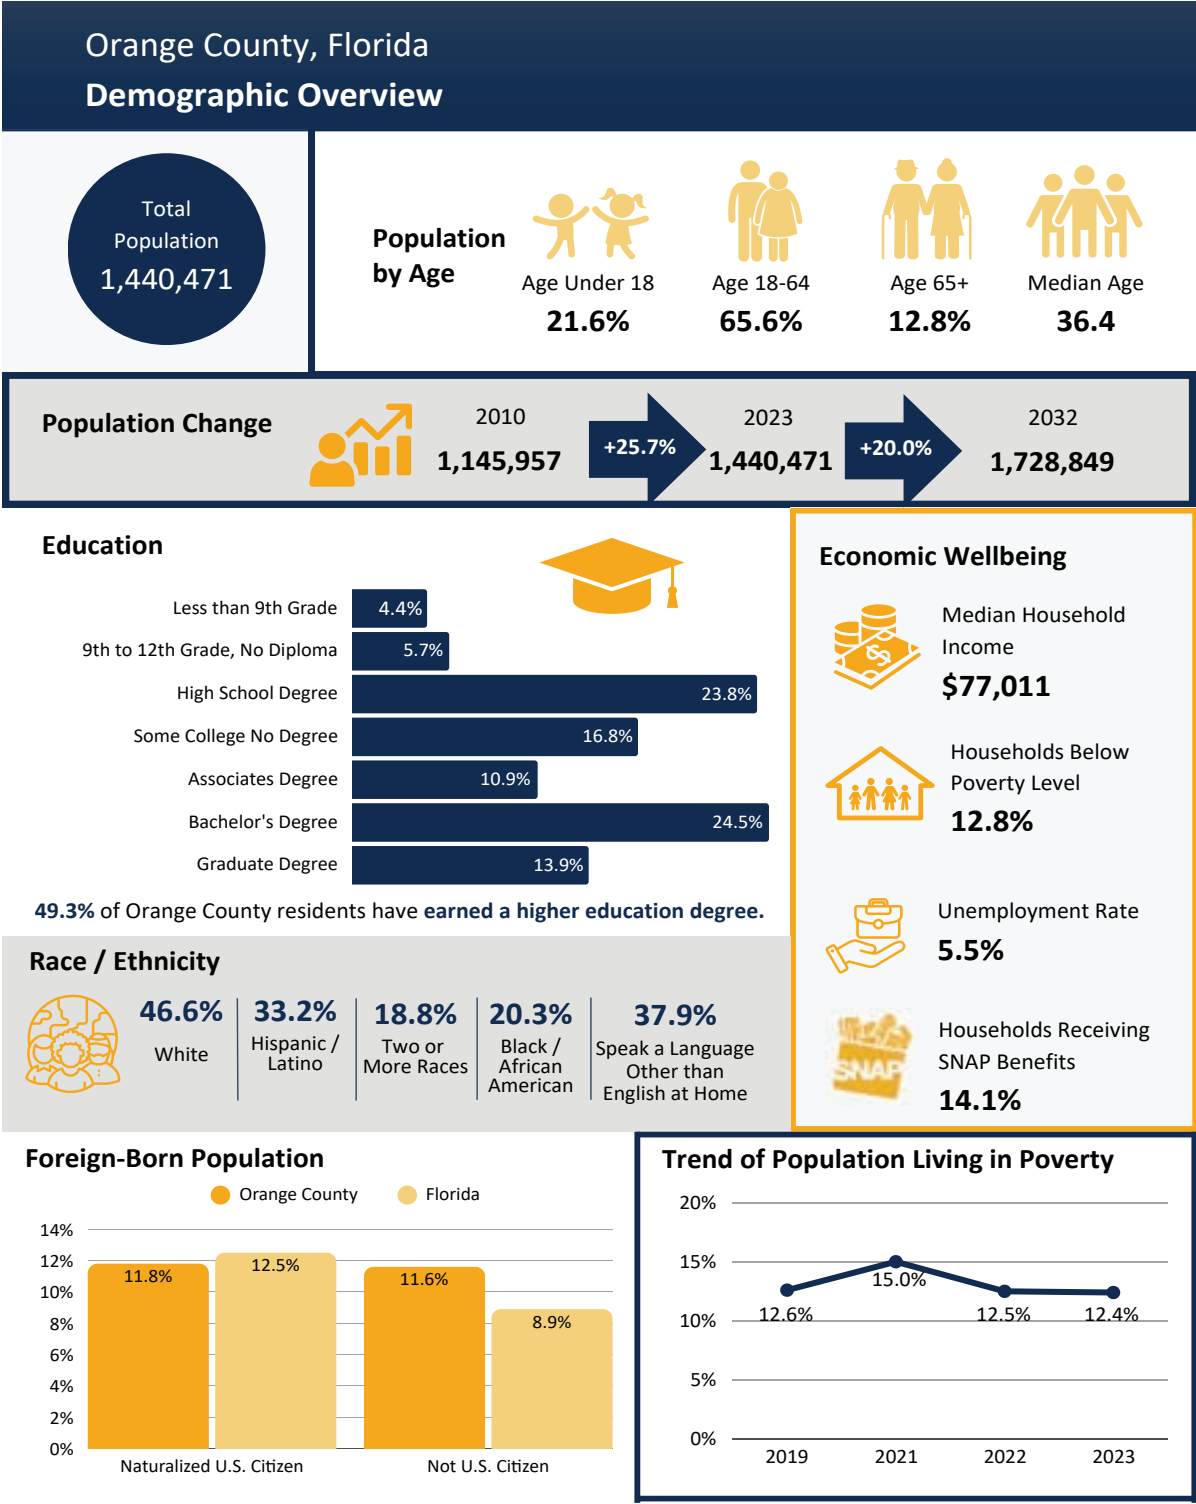 Orange County, Florida
Demographic Overview
Total
Population
1,440,471
Population
by Age
Age Under 18
21.6%
Age 18-64
65.6%
Age 65+
12.8%
Median Age
36.4
Population Change
2010
1,145,957
+25.7%
2023
1,440,471
+20.0%
2032
1,728,849
Education
Less than 9th Grade 4.4%
9th to 12th Grade, No Diploma 5.7%
High School Degree 23.8%
Some College No Degree 16.8%
Associates Degree 10.9%
Bachelor's Degree 24.5%
Graduate Degree 13.9%
49.3% of Orange County residents have earned a higher education degree.
Economic Wellbeing
Median Household
Income
$77,011
Households Below
Poverty Level
12.8%
Unemployment Rate
5.5%
SNAP
Households Receiving
SNAP Benefits
14.1%
Race / Ethnicity
46.6%
White
33.2%
Hispanic /
Latino
18.8%
Two or
More Races
20.3%
Black /
African
American
37.9%
Speak a Language
Other than
English at Home
Foreign-Born Population
Orange County Florida
14%
12%
10%
8%
6%
4%
2%
0%
11.8%
12.5%
11.6%
8.9%
Naturalized U.S. Citizen Not U.S. Citizen
Trend of Population Living in Poverty
20%
15%
10%
5%
0%
12.6%
15.0%
12.5%
12.4%
2019 2021 2022 2023